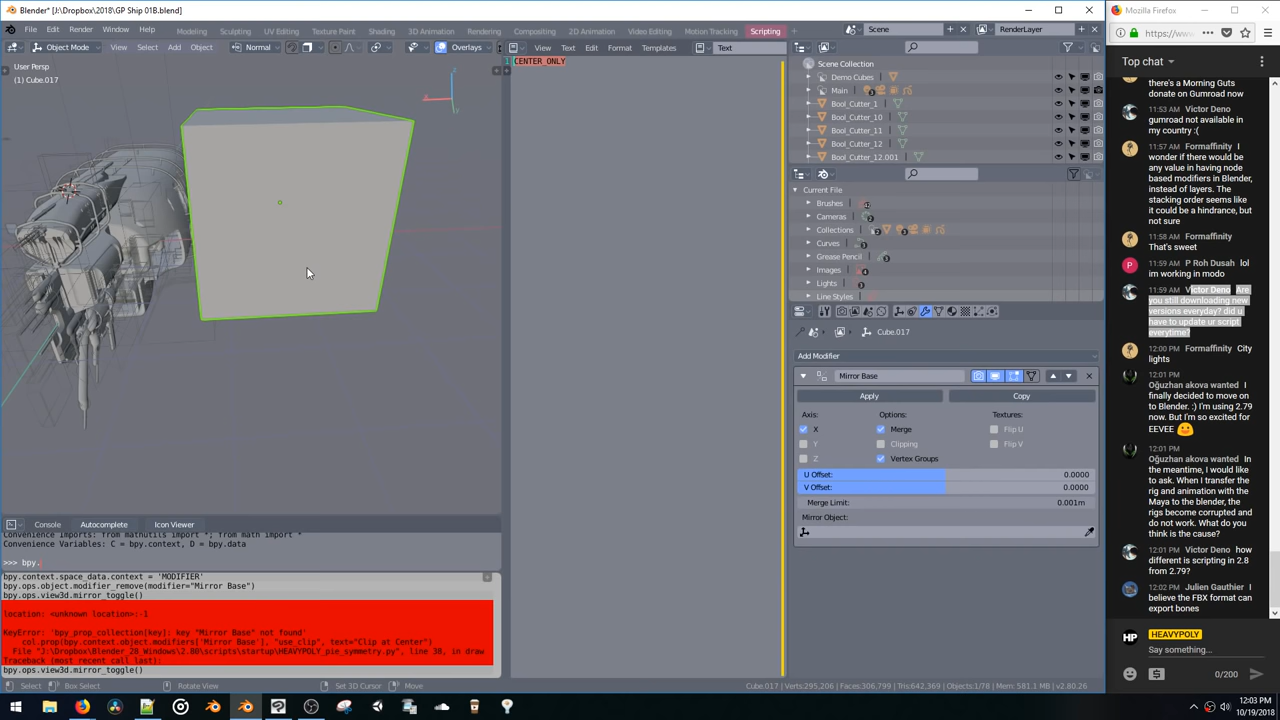 Blender* [J:\Dropbox\2018\GP Ship 01B.blend]
File Edit Render Window Help
Modeling Sculpting UV Editing Texture Paint Shading 3D Animation Rendering Compositing 2D Animation Video Editing Motion Tracking Scripting
Scene
RenderLayer
Object Mode View Select Add Object Normal Overlays
View Text Edit Format Templates Text
User Persp
(1) Cube.017
1 CENTER_ONLY
Scene Collection
Demo Cubes
Main
Bool_Cutter_1
Bool_Cutter_10
Bool_Cutter_11
Bool_Cutter_12
Bool_Cutter_12.001
Current File
Brushes
Cameras
Collections
Curves
Grease Pencil
Images
Lights
Line Styles
Cube.017
Add Modifier
Mirror Base
Apply Copy
Axis: Options: Textures:
X Merge Flip U
Y Clipping Flip V
Z Vertex Groups
U Offset: 0.0000
V Offset: 0.0000
Merge Limit: 0.001m
Mirror Object:
Console Autocomplete Icon Viewer
Convenience Imports: from mathutils import *; from math import *
Convenience Variables: C = bpy.context, D = bpy.data
>>> bpy.
bpy.context.space_data.context = 'MODIFIER'
bpy.ops.object.modifier_remove(modifier="Mirror Base")
bpy.ops.view3d.mirror_toggle()
location: <unknown location>:-1
KeyError: 'bpy_prop_collection[key]: key "Mirror Base" not found'
col.prop(bpy.context.object.modifiers['Mirror Base'], "use_clip", text="Clip at Center")
File "J:\Dropbox\Blender_28_Windows\2.80\scripts\startup\HEAVYPOLY_pie_symmetry.py", line 38, in draw
Traceback (most recent call last):
bpy.ops.view3d.mirror_toggle()
Select Box Select Rotate View Set 3D Cursor Move
Cube.017 | Verts:295,206 | Faces:306,799 | Tris:642,369 | Objects:1/78 | Mem: 581.1 MB | v2.80.26
Mozilla Firefox
https://www.
Top chat
there's a Morning Guts
donate on Gumroad now
11:53 AM Victor Deno
gumroad not available in
my country :(
11:57 AM Formaffinity I
wonder if there would be
any value in having node
based modifiers in Blender,
instead of layers. The
stacking order seems like
it could be a hindrance, but
not sure
11:58 AM Formaffinity
That's sweet
P
11:59 AM P Roh Dusah lol
im working in modo
11:59 AM Victor Deno Are
you still downloading new
versions everyday? did u
have to update ur script
everytime?
12:00 PM Formaffinity City
lights
12:01 PM
Oğuzhan akova wanted I
finally decided to move on
to Blender. :) I'm using 2.79
now. But I'm so excited for
EEVEE
12:01 PM
Oğuzhan akova wanted In
the meantime, I would like
to ask. When I transfer the
rig and animation with the
Maya to the blender, the
rigs become corrupted and
do not work. What do you
think is the cause?
12:01 PM Victor Deno how
different is scripting in 2.8
from 2.79?
12:02 PM Julien Gauthier I
believe the FBX format can
export bones
HP HEAVYPOLY
Say something...
0/200
12:03 PM
10/19/2018